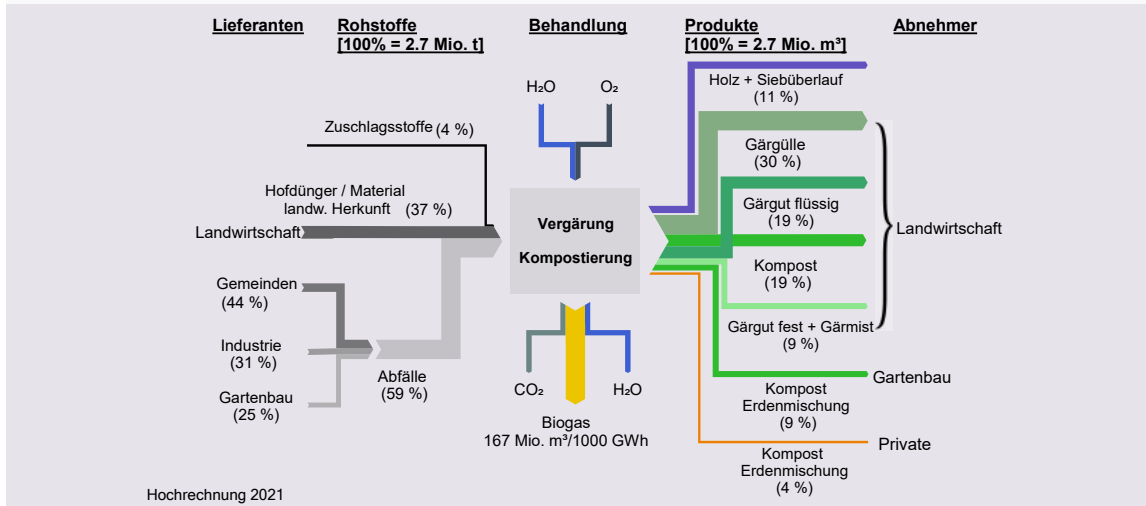 Lieferanten
Rohstoffe
[100% = 2.7 Mio. t]
Behandlung
Produkte
[100% = 2.7 Mio. m³]
Abnehmer
H₂O
O₂
Zuschlagsstoffe (4 %)
Hofdünger / Material
landw. Herkunft (37 %)
Landwirtschaft
Gemeinden
(44 %)
Industrie
(31 %)
Gartenbau
(25 %)
Abfälle
(59 %)
Vergärung
Kompostierung
CO₂
H₂O
Biogas
167 Mio. m³/1000 GWh
Holz + Siebüberlauf
(11 %)
Gärgülle
(30 %)
Gärgut flüssig
(19 %)
Kompost
(19 %)
Gärgut fest + Gärmist
(9 %)
Landwirtschaft
Kompost
Erdenmischung
(9 %)
Gartenbau
Kompost
Erdenmischung
(4 %)
Private
Hochrechnung 2021